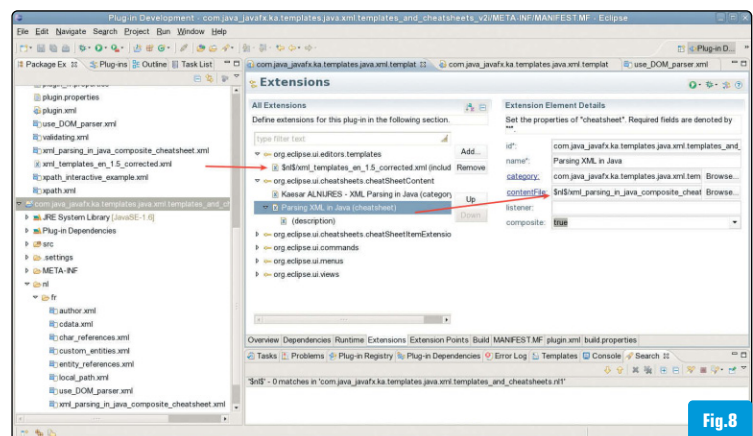 Plug-in Development - com.java_javafx.ka.templates.java.xml.templates_and_cheatsheets_v2i/META-INF/MANIFEST.MF - Eclipse
File Edit Navigate Search Project Run Window Help
Plug-in D...
Package Ex Plug-ins Outline Task List
plugin.properties
plugin.xml
use_DOM_parser.xml
validating.xml
xml_parsing_in_java_composite_cheatsheet.xml
xml_templates_en_1.5_corrected.xml
xpath_interactive_example.xml
xpath.xml
com.java_javafx.ka.templates.java.xml.templates_and_ch
JRE System Library [JavaSE-1.6]
Plug-in Dependencies
src
.settings
META-INF
nl
fr
author.xml
cdata.xml
char_references.xml
custom_entities.xml
entity_references.xml
local_path.xml
use_DOM_parser.xml
xml_parsing_in_java_composite_cheatsheet.xml
com.java_javafx.ka.templates.java.xml.templat
com.java_javafx.ka.templates.java.xml.templat
use_DOM_parser.xml
Extensions
All Extensions
Define extensions for this plug-in in the following section.
type filter text
org.eclipse.ui.editors.templates
$nl$/xml_templates_en_1.5_corrected.xml (includ
org.eclipse.ui.cheatsheets.cheatSheetContent
Kaesar ALNIJRES - XML Parsing in Java (category
Parsing XML in Java (cheatsheet)
(description)
org.eclipse.ui.cheatsheets.cheatSheetItemExtensio
org.eclipse.ui.commands
org.eclipse.ui.menus
org.eclipse.ui.views
Add...
Remove
Up
Down
Extension Element Details
Set the properties of "cheatsheet". Required fields are denoted by
"*".
id*: com.java_javafx.ka.templates.java.xml.templates_and_
name*: Parsing XML in Java
category: com.java_javafx.ka.templates.java.xml.tem Browse...
contentFile: $nl$/xml_parsing_in_java_composite_cheat Browse...
listener:
composite: true
Overview Dependencies Runtime Extensions Extension Points Build MANIFEST.MF plugin.xml build.properties
Tasks Problems Plug-in Registry Plug-in Dependencies Error Log Templates Console Search
"$nl$" - 0 matches in 'com.java_javafx.ka.templates.java.xml.templates_and_cheatsheets.nl1'
Fig.8